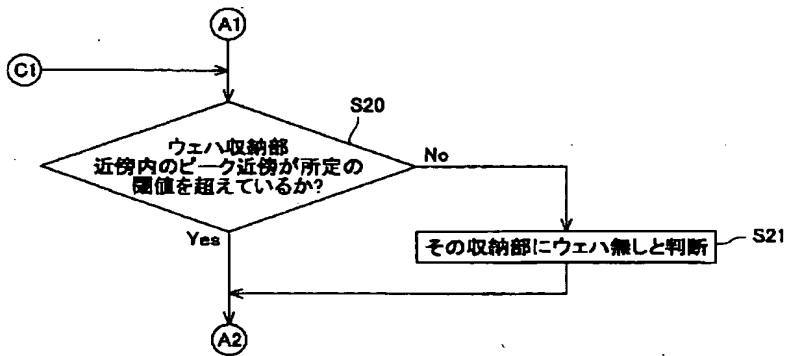 A1
C1
S20
ウェハ収納部
近傍内のピーク近傍が所定の
閾値を超えているか?
No
Yes
その収納部にウェハ無しと判断
S21
A2